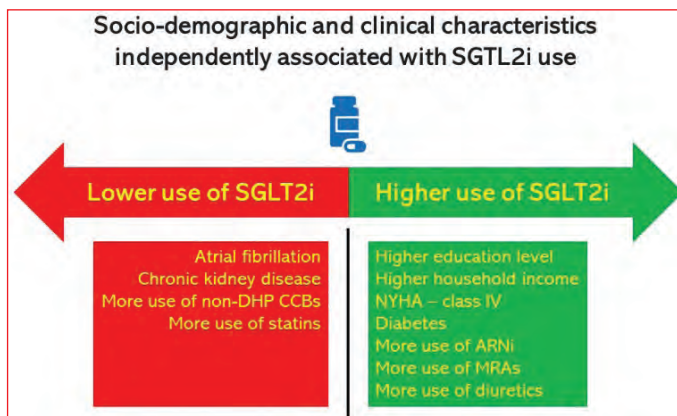 Socio-demographic and clinical characteristics
independently associated with SGTL2i use
Lower use of SGLT2i
Higher use of SGLT2i
Atrial fibrillation
Chronic kidney disease
More use of non-DHP CCBs
More use of statins
Higher education level
Higher household income
NYHA – class IV
Diabetes
More use of ARNi
More use of MRAs
More use of diuretics